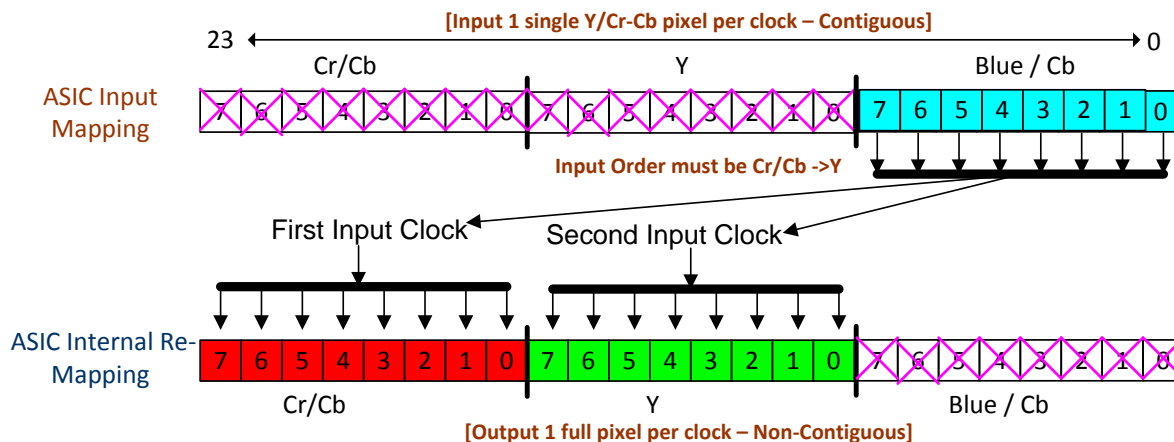 [Input 1 single Y/Cr-Cb pixel per clock – Contiguous]
23 0
Cr/Cb Y Blue / Cb
ASIC Input Mapping
7 6 5 4 3 2 1 0 7 6 5 4 3 2 1 0 7 6 5 4 3 2 1 0
Input Order must be Cr/Cb ->Y
First Input Clock Second Input Clock
ASIC Internal Re-Mapping
7 6 5 4 3 2 1 0 7 6 5 4 3 2 1 0 7 6 5 4 3 2 1 0
Cr/Cb Y Blue / Cb
[Output 1 full pixel per clock – Non-Contiguous]